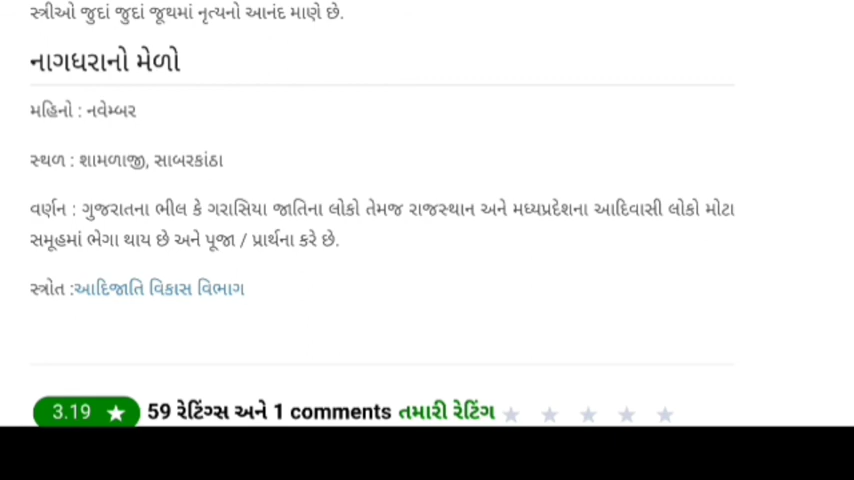 સ્ત્રીઓ જુદાં જુદાં જૂથમાં નૃત્યનો આનંદ માણે છે.
નાગધરાનો મેળો
મહિનો : નવેમ્બર
સ્થળ : શામળાજી, સાબરકાંઠા
વર્ણન : ગુજરાતના ભીલ કે ગરાસિયા જાતિના લોકો તેમજ રાજસ્થાન અને મધ્યપ્રદેશના આદિવાસી લોકો મોટા
સમૂહમાં ભેગા થાય છે અને પૂજા / પ્રાર્થના કરે છે.
સ્ત્રોત :આદિજાતિ વિકાસ વિભાગ
3.19 ★ 59 રેટિંગ્સ અને 1 comments તમારી રેટિંગ ★ ★ ★ ★ ★